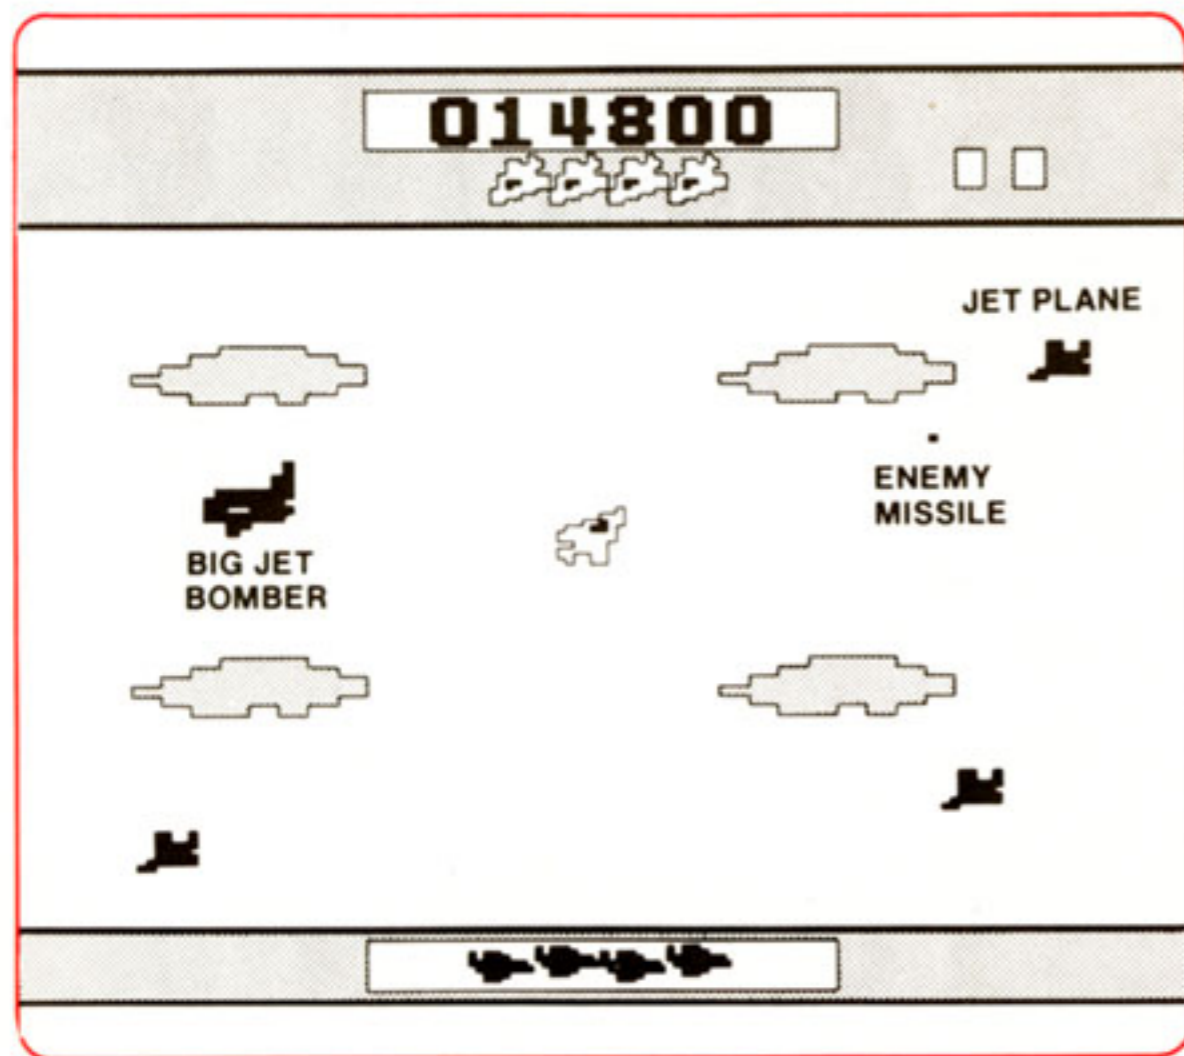 014800
JET PLANE
ENEMY
MISSILE
BIG JET
BOMBER